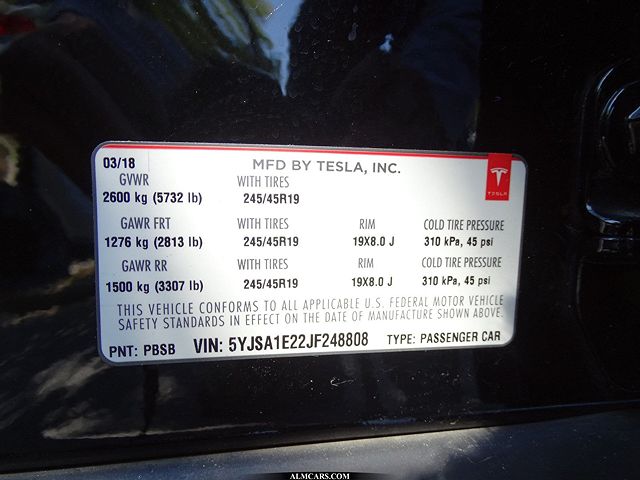 03/18 MFD BY TESLA, INC.
TESLA
GVWR WITH TIRES
2600 kg (5732 lb) 245/45R19
GAWR FRT WITH TIRES RIM COLD TIRE PRESSURE
1276 kg (2813 lb) 245/45R19 19X8.0 J 310 kPa, 45 psi
GAWR RR WITH TIRES RIM COLD TIRE PRESSURE
1500 kg (3307 lb) 245/45R19 19X8.0 J 310 kPa, 45 psi
THIS VEHICLE CONFORMS TO ALL APPLICABLE U.S. FEDERAL MOTOR VEHICLE
SAFETY STANDARDS IN EFFECT ON THE DATE OF MANUFACTURE SHOWN ABOVE.
PNT: PBSB VIN: 5YJSA1E22JF248808 TYPE: PASSENGER CAR
ALMCARS.COM